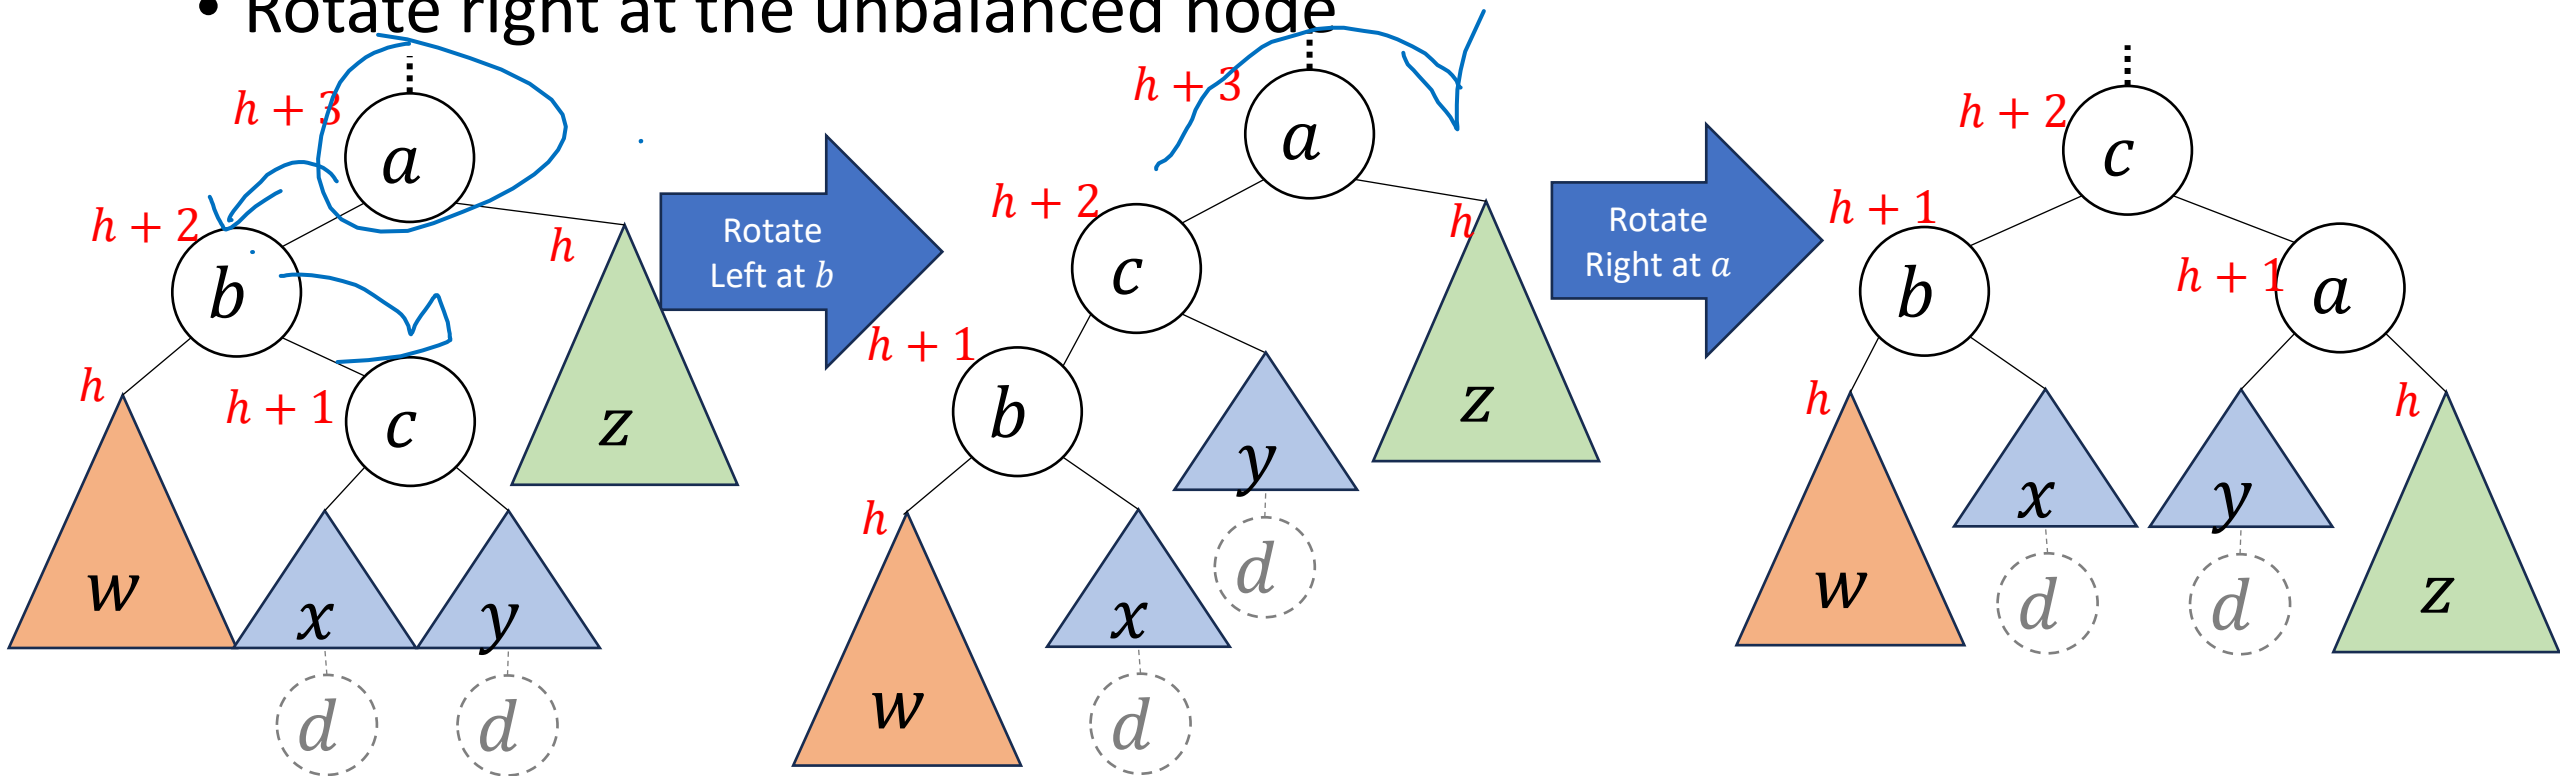 • Rotate right at the unbalanced node
h + 3
a
h + 2
b
h
h
h + 1
c
z
w
x
y
d
d
Rotate
Left at b
h + 3
a
h + 2
c
h
h + 1
b
y
z
h
d
x
w
d
Rotate
Right at a
h + 2
c
h + 1
b
h + 1
a
h
h
x
y
w
z
d
d